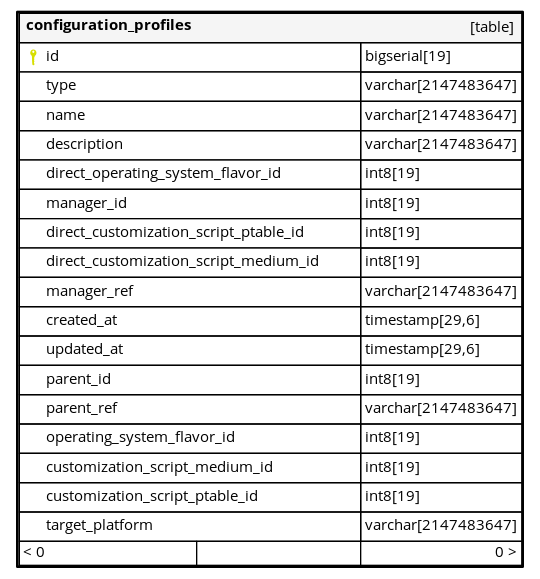 configuration_profiles [table]
id bigserial[19]
type varchar[2147483647]
name varchar[2147483647]
description varchar[2147483647]
direct_operating_system_flavor_id int8[19]
manager_id int8[19]
direct_customization_script_ptable_id int8[19]
direct_customization_script_medium_id int8[19]
manager_ref varchar[2147483647]
created_at timestamp[29,6]
updated_at timestamp[29,6]
parent_id int8[19]
parent_ref varchar[2147483647]
operating_system_flavor_id int8[19]
customization_script_medium_id int8[19]
customization_script_ptable_id int8[19]
target_platform varchar[2147483647]
< 0 0 >